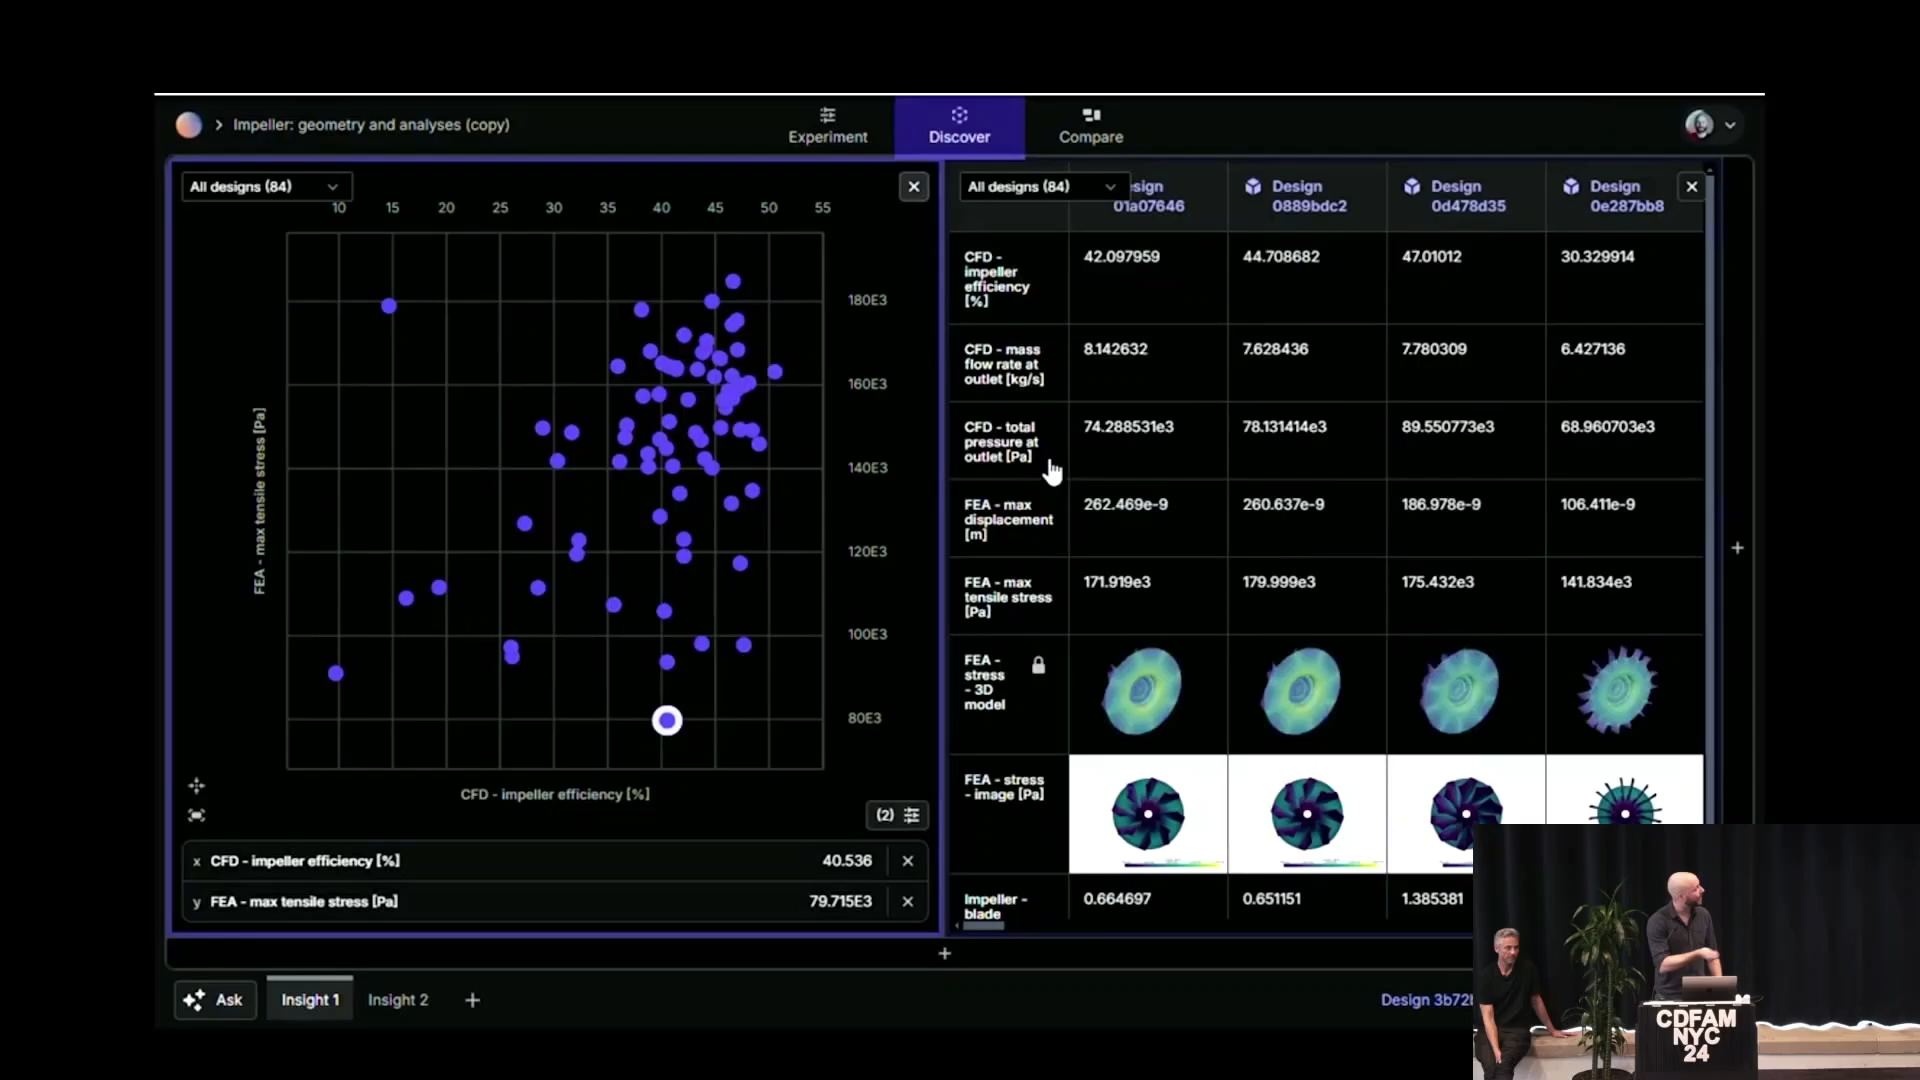 Impeller: geometry and analyses (copy)
Experiment
Discover
Compare
All designs (84)
10 15 20 25 30 35 40 45 50 55
180E3
160E3
140E3
120E3
100E3
80E3
FEA - max tensile stress [Pa]
CFD - impeller efficiency [%]
(2)
x CFD - impeller efficiency [%] 40.536
y FEA - max tensile stress [Pa] 79.715E3
All designs (84)
sign
01a07646
Design
0889bdc2
Design
0d478d35
Design
0e287bb8
CFD -
impeller
efficiency
[%]
42.097959 44.708682 47.01012 30.329914
CFD - mass
flow rate at
outlet [kg/s]
8.142632 7.628436 7.780309 6.427136
CFD - total
pressure at
outlet [Pa]
74.288531e3 78.131414e3 89.550773e3 68.960703e3
FEA - max
displacement
[m]
262.469e-9 260.637e-9 186.978e-9 106.411e-9
FEA - max
tensile stress
[Pa]
171.919e3 179.999e3 175.432e3 141.834e3
FEA -
stress
- 3D
model
FEA - stress
- image [Pa]
Impeller -
blade
0.664697 0.651151 1.385381
Ask
Insight 1
Insight 2
Design 3b72
CDFAM
NYC
24